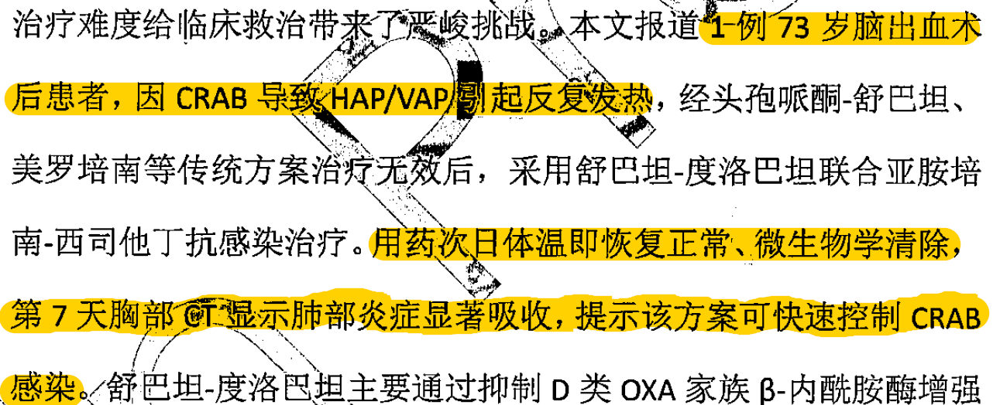 治疗难度给临床救治带来了严峻挑战。本文报道 1 例 73 岁脑出血术
后患者，因 CRAB 导致 HAP/VAP 引起反复发热，经头孢哌酮-舒巴坦、
美罗培南等传统方案治疗无效后，采用舒巴坦-度洛巴坦联合亚胺培
南-西司他丁抗感染治疗。用药次日体温即恢复正常、微生物学清除，
第 7 天胸部 CT 显示肺部炎症显著吸收，提示该方案可快速控制 CRAB
感染。舒巴坦-度洛巴坦主要通过抑制 D 类 OXA 家族 β-内酰胺酶增强